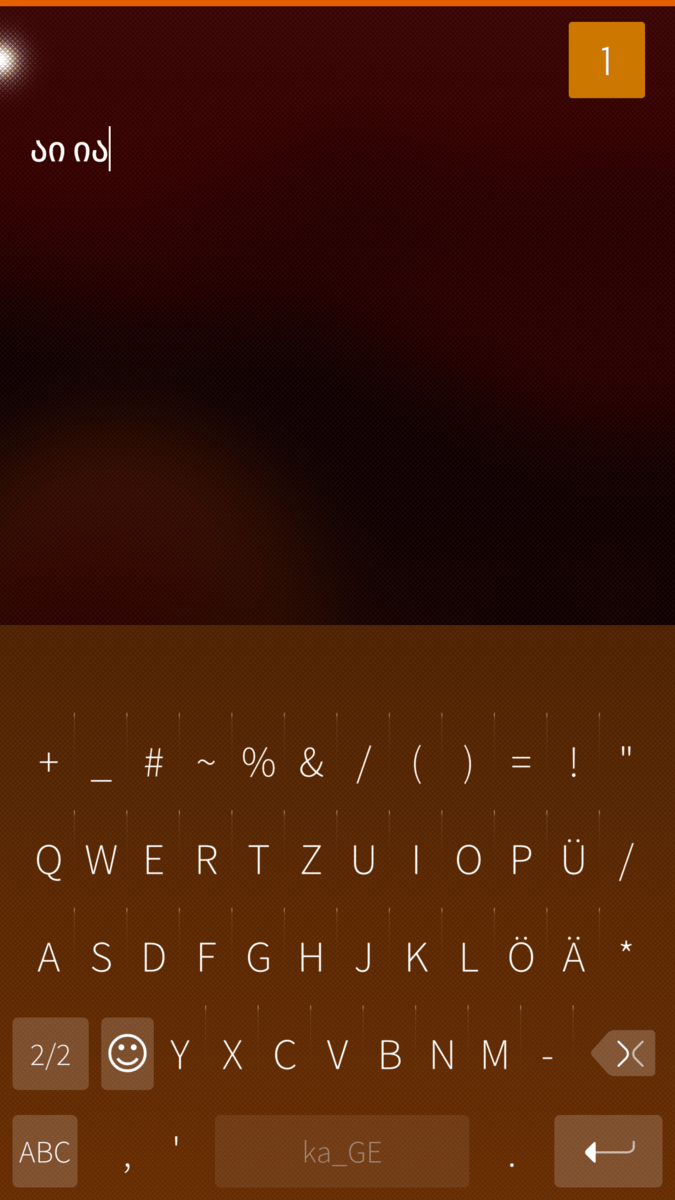 1
აი ია
+ _ # ~ % & / ( ) = ! "
Q W E R T Z U I O P Ü /
A S D F G H J K L Ö Ä *
2/2 Y X C V B N M -
ABC , ' ka_GE .